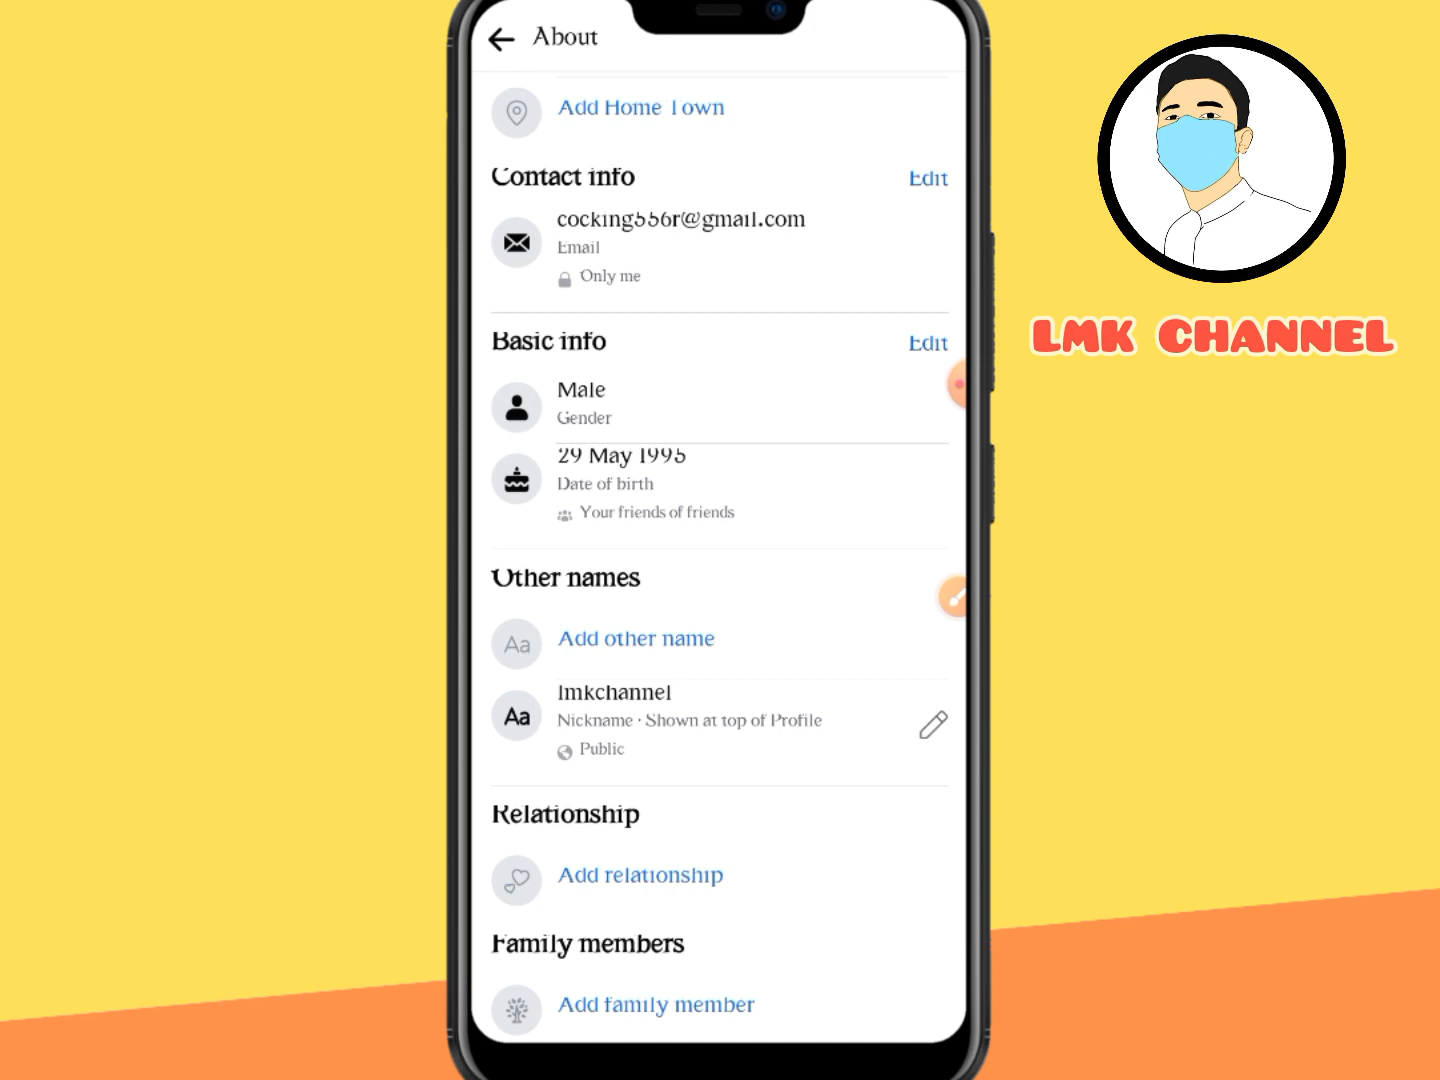 About
Add Home Town
Contact info
Edit
cocking556r@gmail.com
Email
Only me
Basic info
Edit
Male
Gender
29 May 1995
Date of birth
Your friends of friends
Other names
Aa
Add other name
Aa
lmkchannel
Nickname · Shown at top of Profile
Public
Relationship
Add relationship
Family members
Add family member
LMK CHANNEL